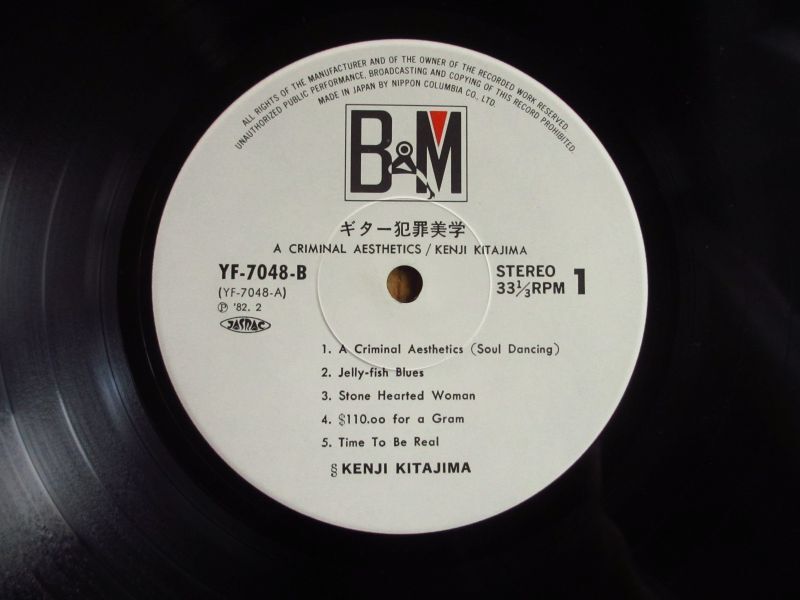 ALL RIGHTS OF THE MANUFACTURER AND OF THE OWNER OF THE RECORDED WORK RESERVED.
UNAUTHORIZED PUBLIC PERFORMANCE, BROADCASTING AND COPYING OF THIS RECORD PROHIBITED.
MADE IN JAPAN BY NIPPON COLUMBIA CO., LTD.
B&M
ギター犯罪美学
A CRIMINAL AESTHETICS / KENJI KITAJIMA
YF-7048-B
(YF-7048-A)
Ⓟ '82. 2
JASRAC
STEREO 1
33⅓RPM
1. A Criminal Aesthetics (Soul Dancing)
2. Jelly-fish Blues
3. Stone Hearted Woman
4. $110.00 for a Gram
5. Time To Be Real
§ KENJI KITAJIMA